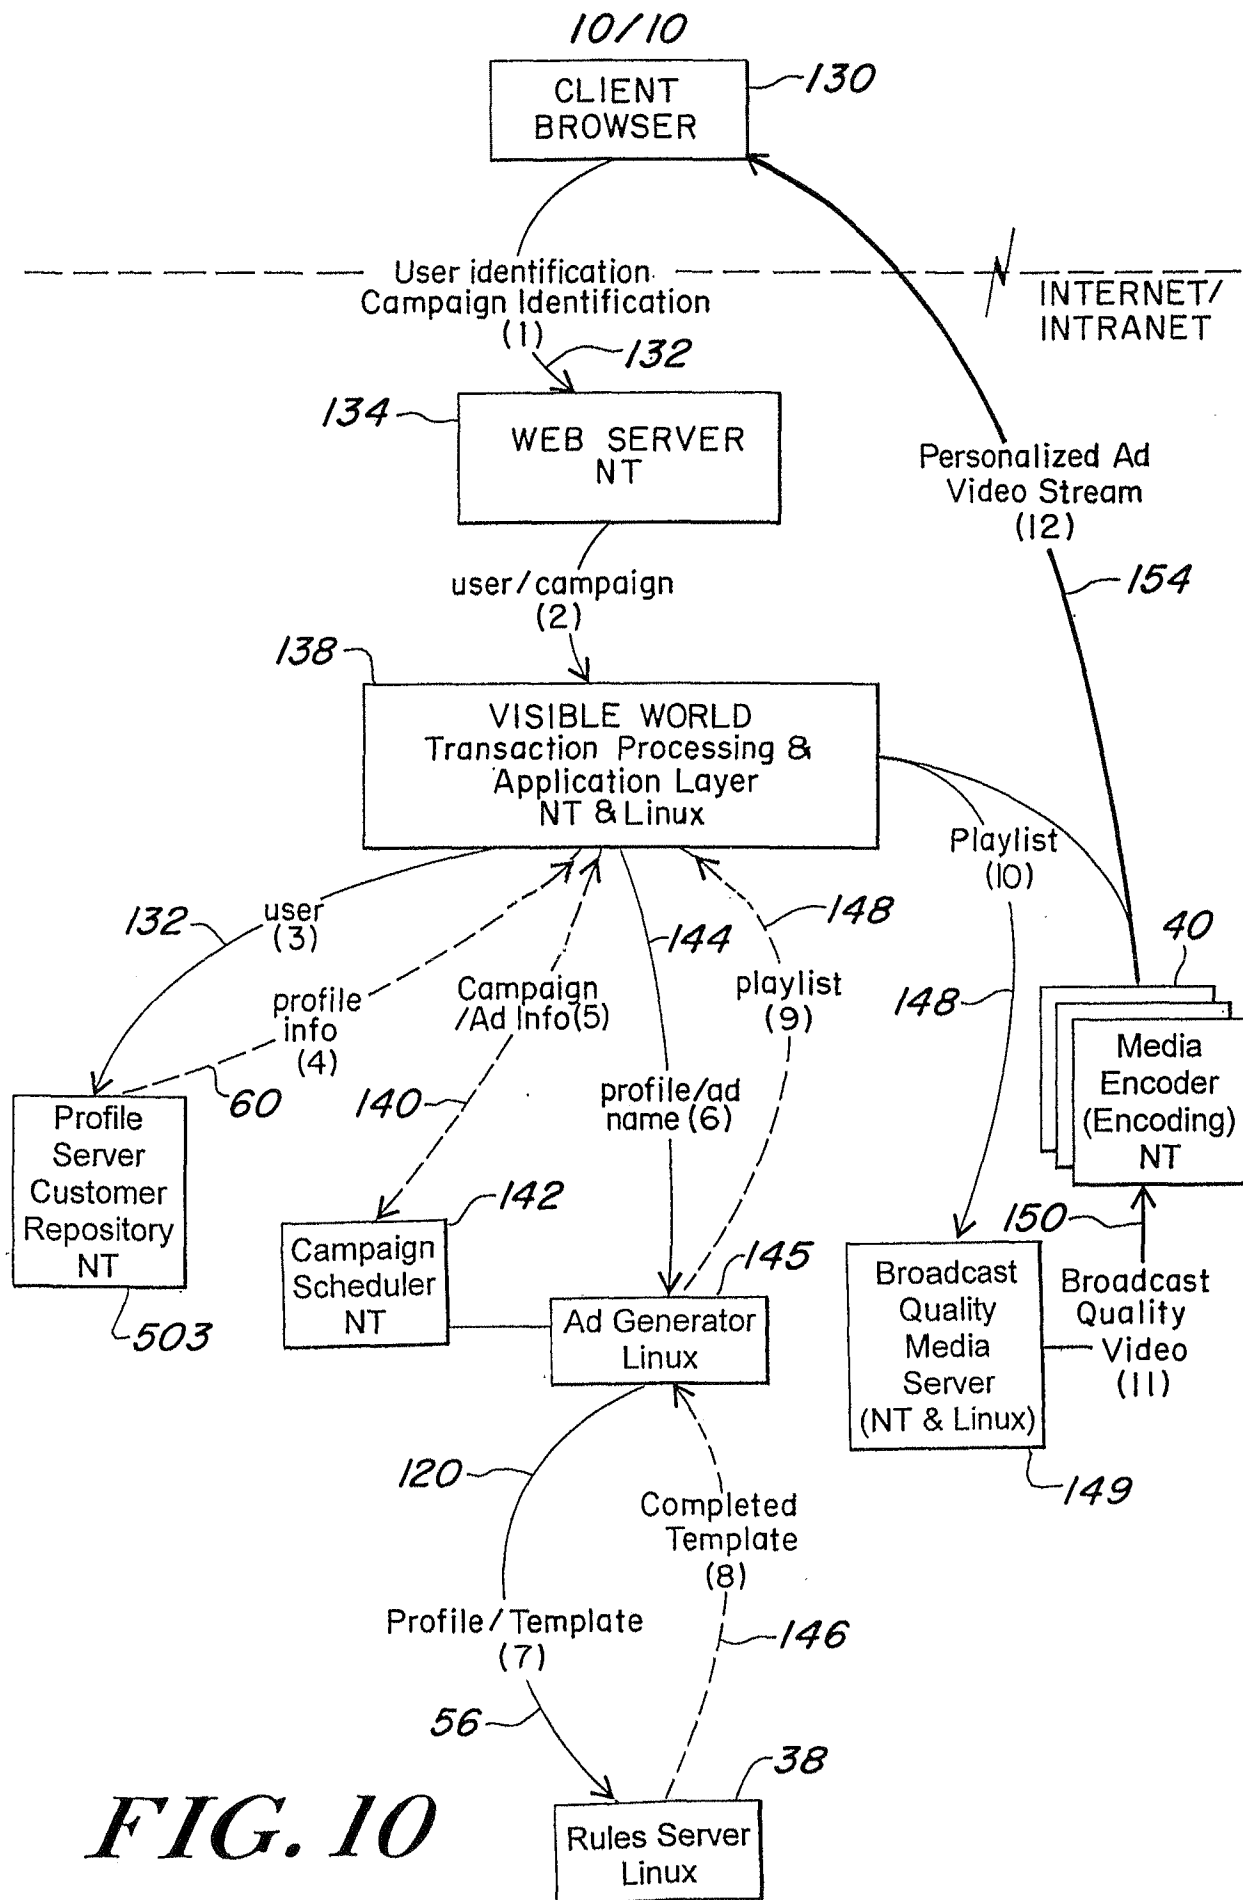 10/10
CLIENT
BROWSER
130
User identification
Campaign Identification
(1)
INTERNET/
INTRANET
132
134
WEB SERVER
NT
Personalized Ad
Video Stream
(12)
154
user/campaign
(2)
138
VISIBLE WORLD
Transaction Processing &
Application Layer
NT & Linux
Playlist
(10)
132
user
(3)
148
144
40
profile
info
(4)
Campaign
/Ad Info(5)
playlist
(9)
148
Media
Encoder
(Encoding)
NT
60
140
profile/ad
name(6)
Profile
Server
Customer
Repository
NT
142
150
Campaign
Scheduler
NT
145
Broadcast
Quality
Media
Server
(NT & Linux)
Broadcast
Quality
Video
(11)
503
Ad Generator
Linux
120
149
Completed
Template
(8)
Profile/Template
(7)
146
56
38
Rules Server
Linux
FIG. 10